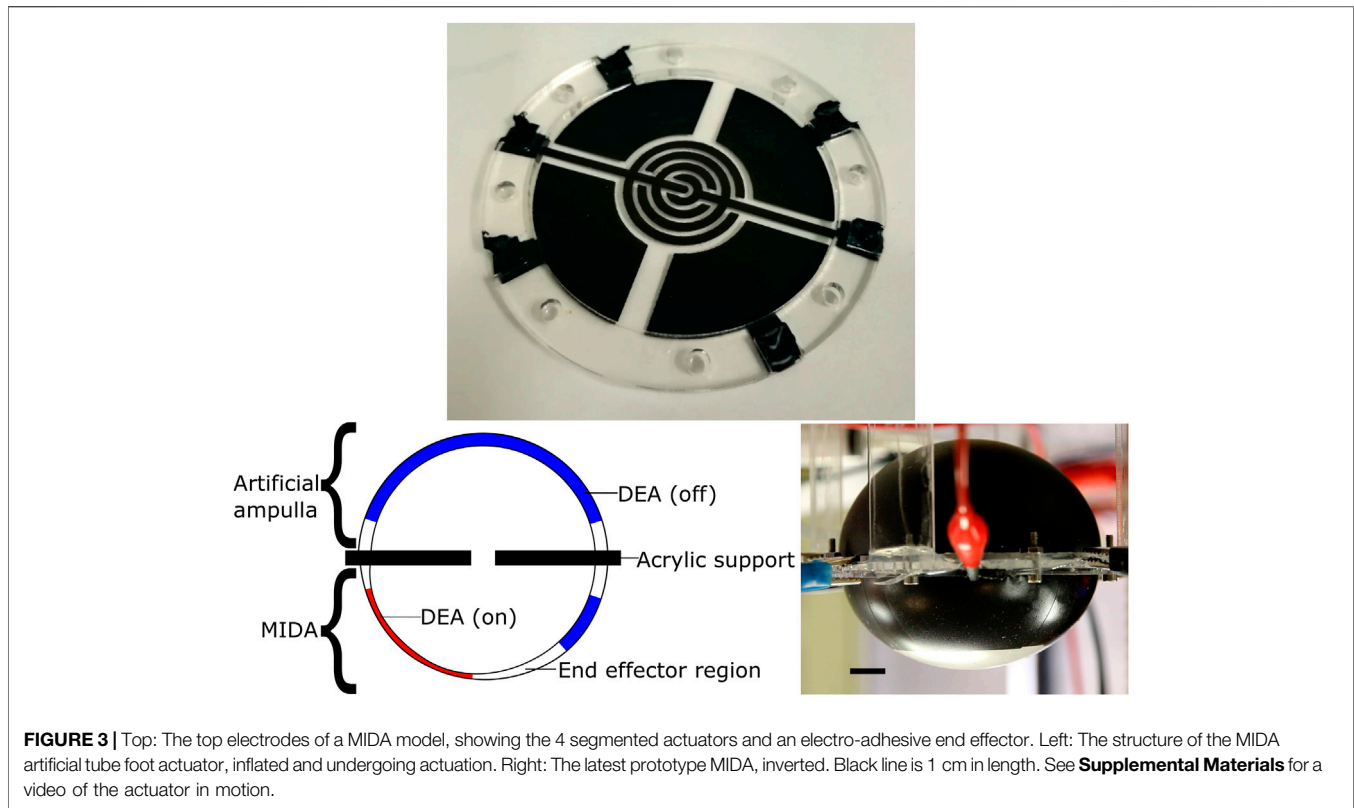 Artificial
ampulla
DEA (off)
Acrylic support
MIDA
DEA (on)
End effector region
FIGURE 3 | Top: The top electrodes of a MIDA model, showing the 4 segmented actuators and an electro-adhesive end effector. Left: The structure of the MIDA
artificial tube foot actuator, inflated and undergoing actuation. Right: The latest prototype MIDA, inverted. Black line is 1 cm in length. See Supplemental Materials for a
video of the actuator in motion.